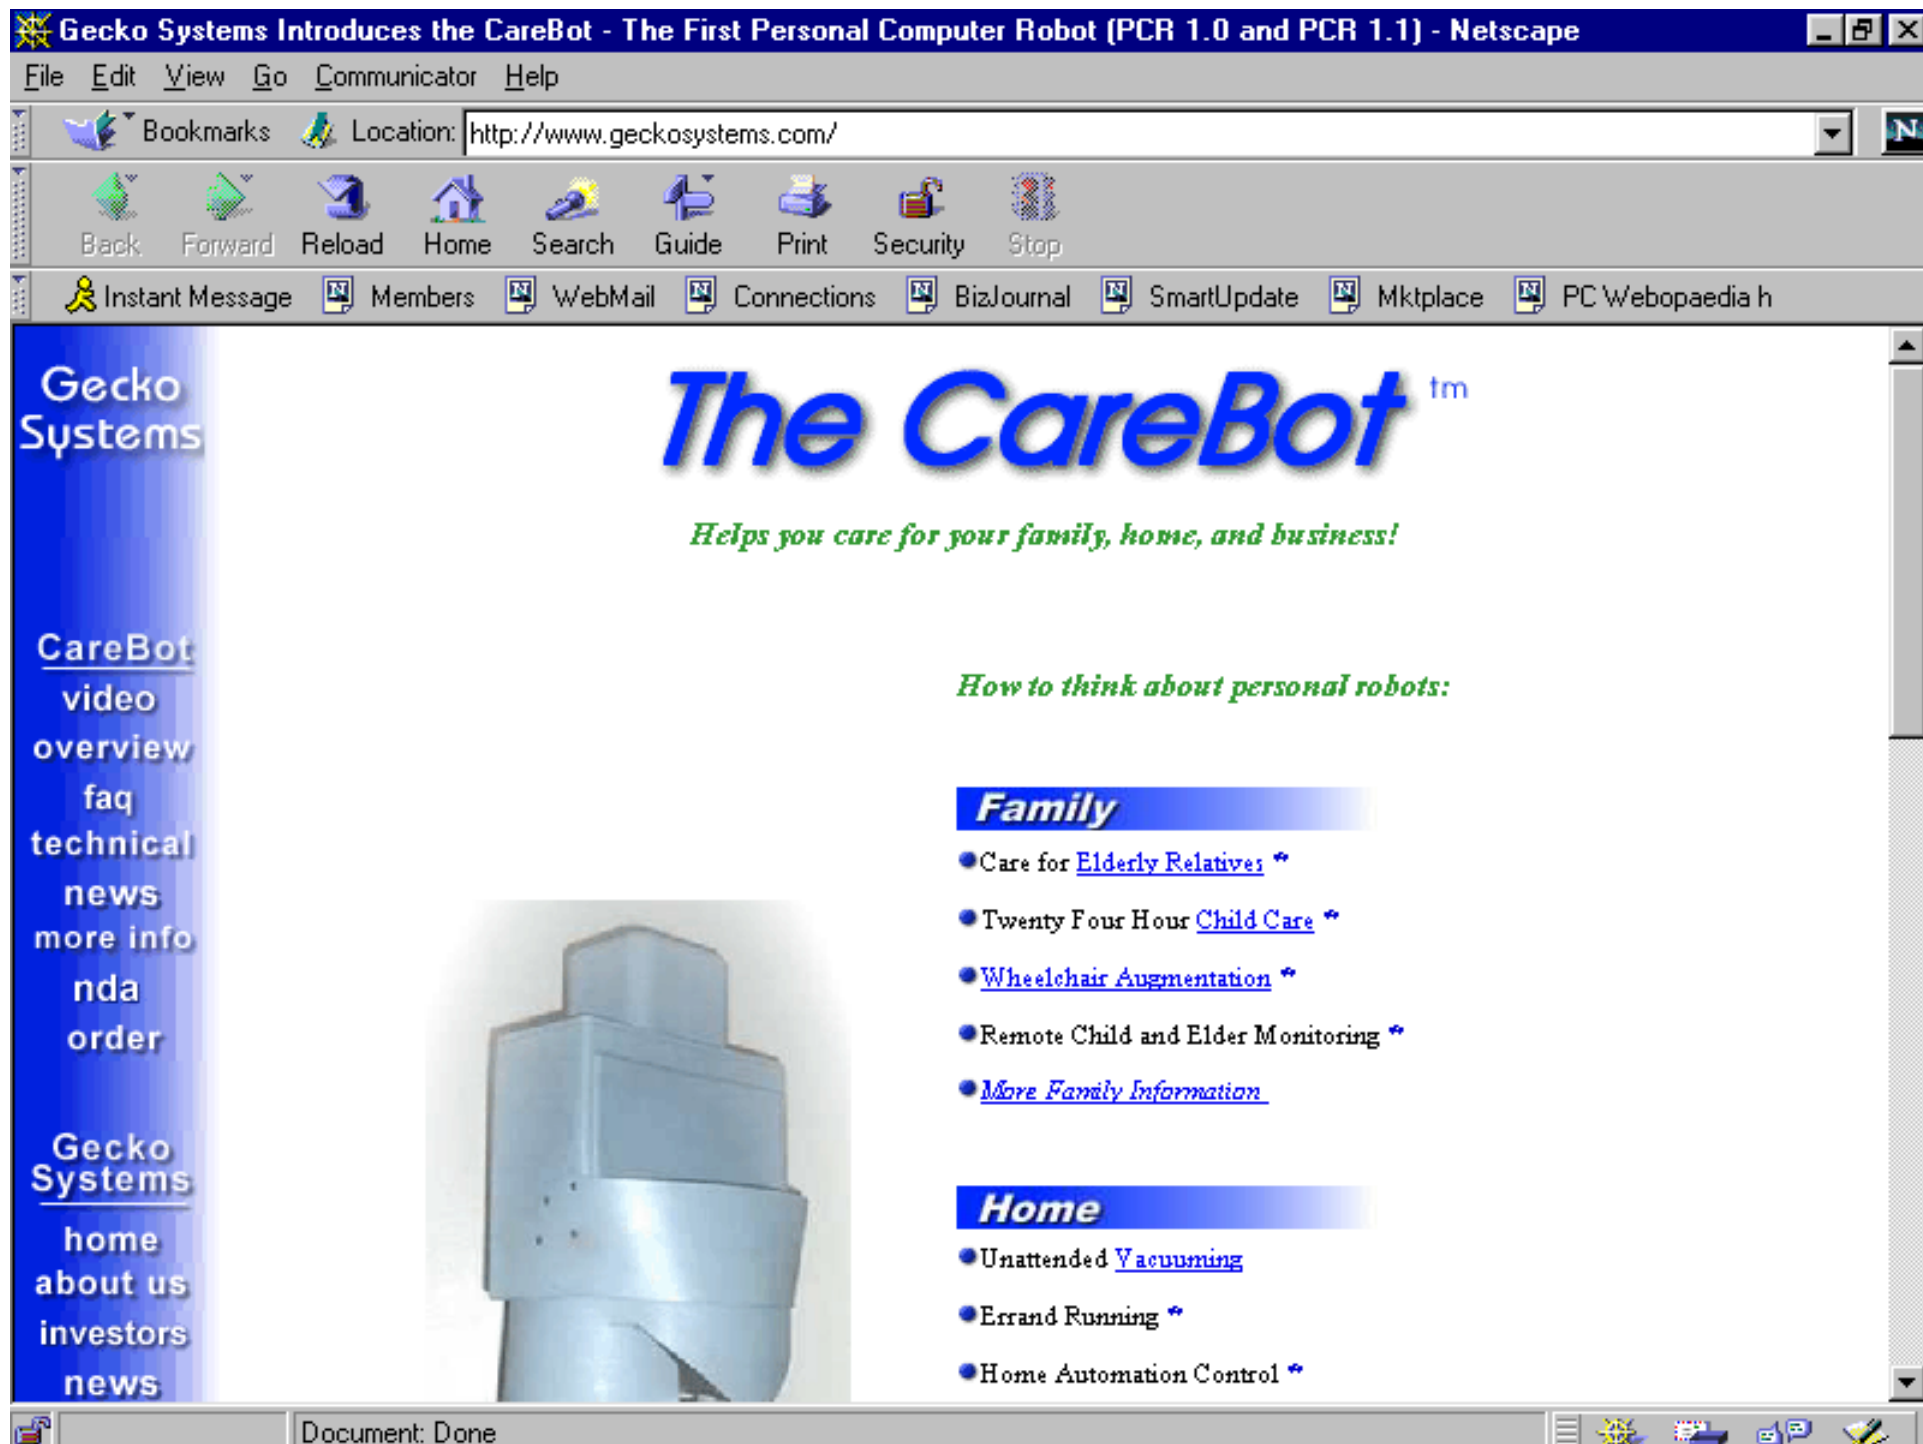 Gecko Systems Introduces the CareBot - The First Personal Computer Robot (PCR 1.0 and PCR 1.1) - Netscape
File Edit View Go Communicator Help
Bookmarks Location: http://www.geckosystems.com/
N
Back Forward Reload Home Search Guide Print Security Stop
Instant Message Members WebMail Connections BizJournal SmartUpdate Mktplace PC Webopaedia h
Gecko
Systems
CareBot
video
overview
faq
technical
news
more info
nda
order
Gecko
Systems
home
about us
investors
news
The CareBot tm
Helps you care for your family, home, and business!
How to think about personal robots:
Family
Care for Elderly Relatives
Twenty Four Hour Child Care
Wheelchair Augmentation
Remote Child and Elder Monitoring
More Family Information
Home
Unattended Vacuuming
Errand Running
Home Automation Control
Document: Done